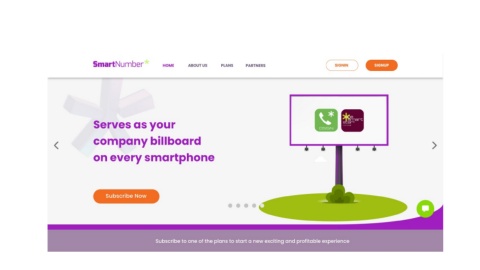 SmartNumber
HOME ABOUT US PLANS PARTNERS SIGNIN SIGNUP
Serves as your
company billboard
on every smartphone
Subscribe Now
Subscribe to one of the plans to start a new exciting and profitable experience